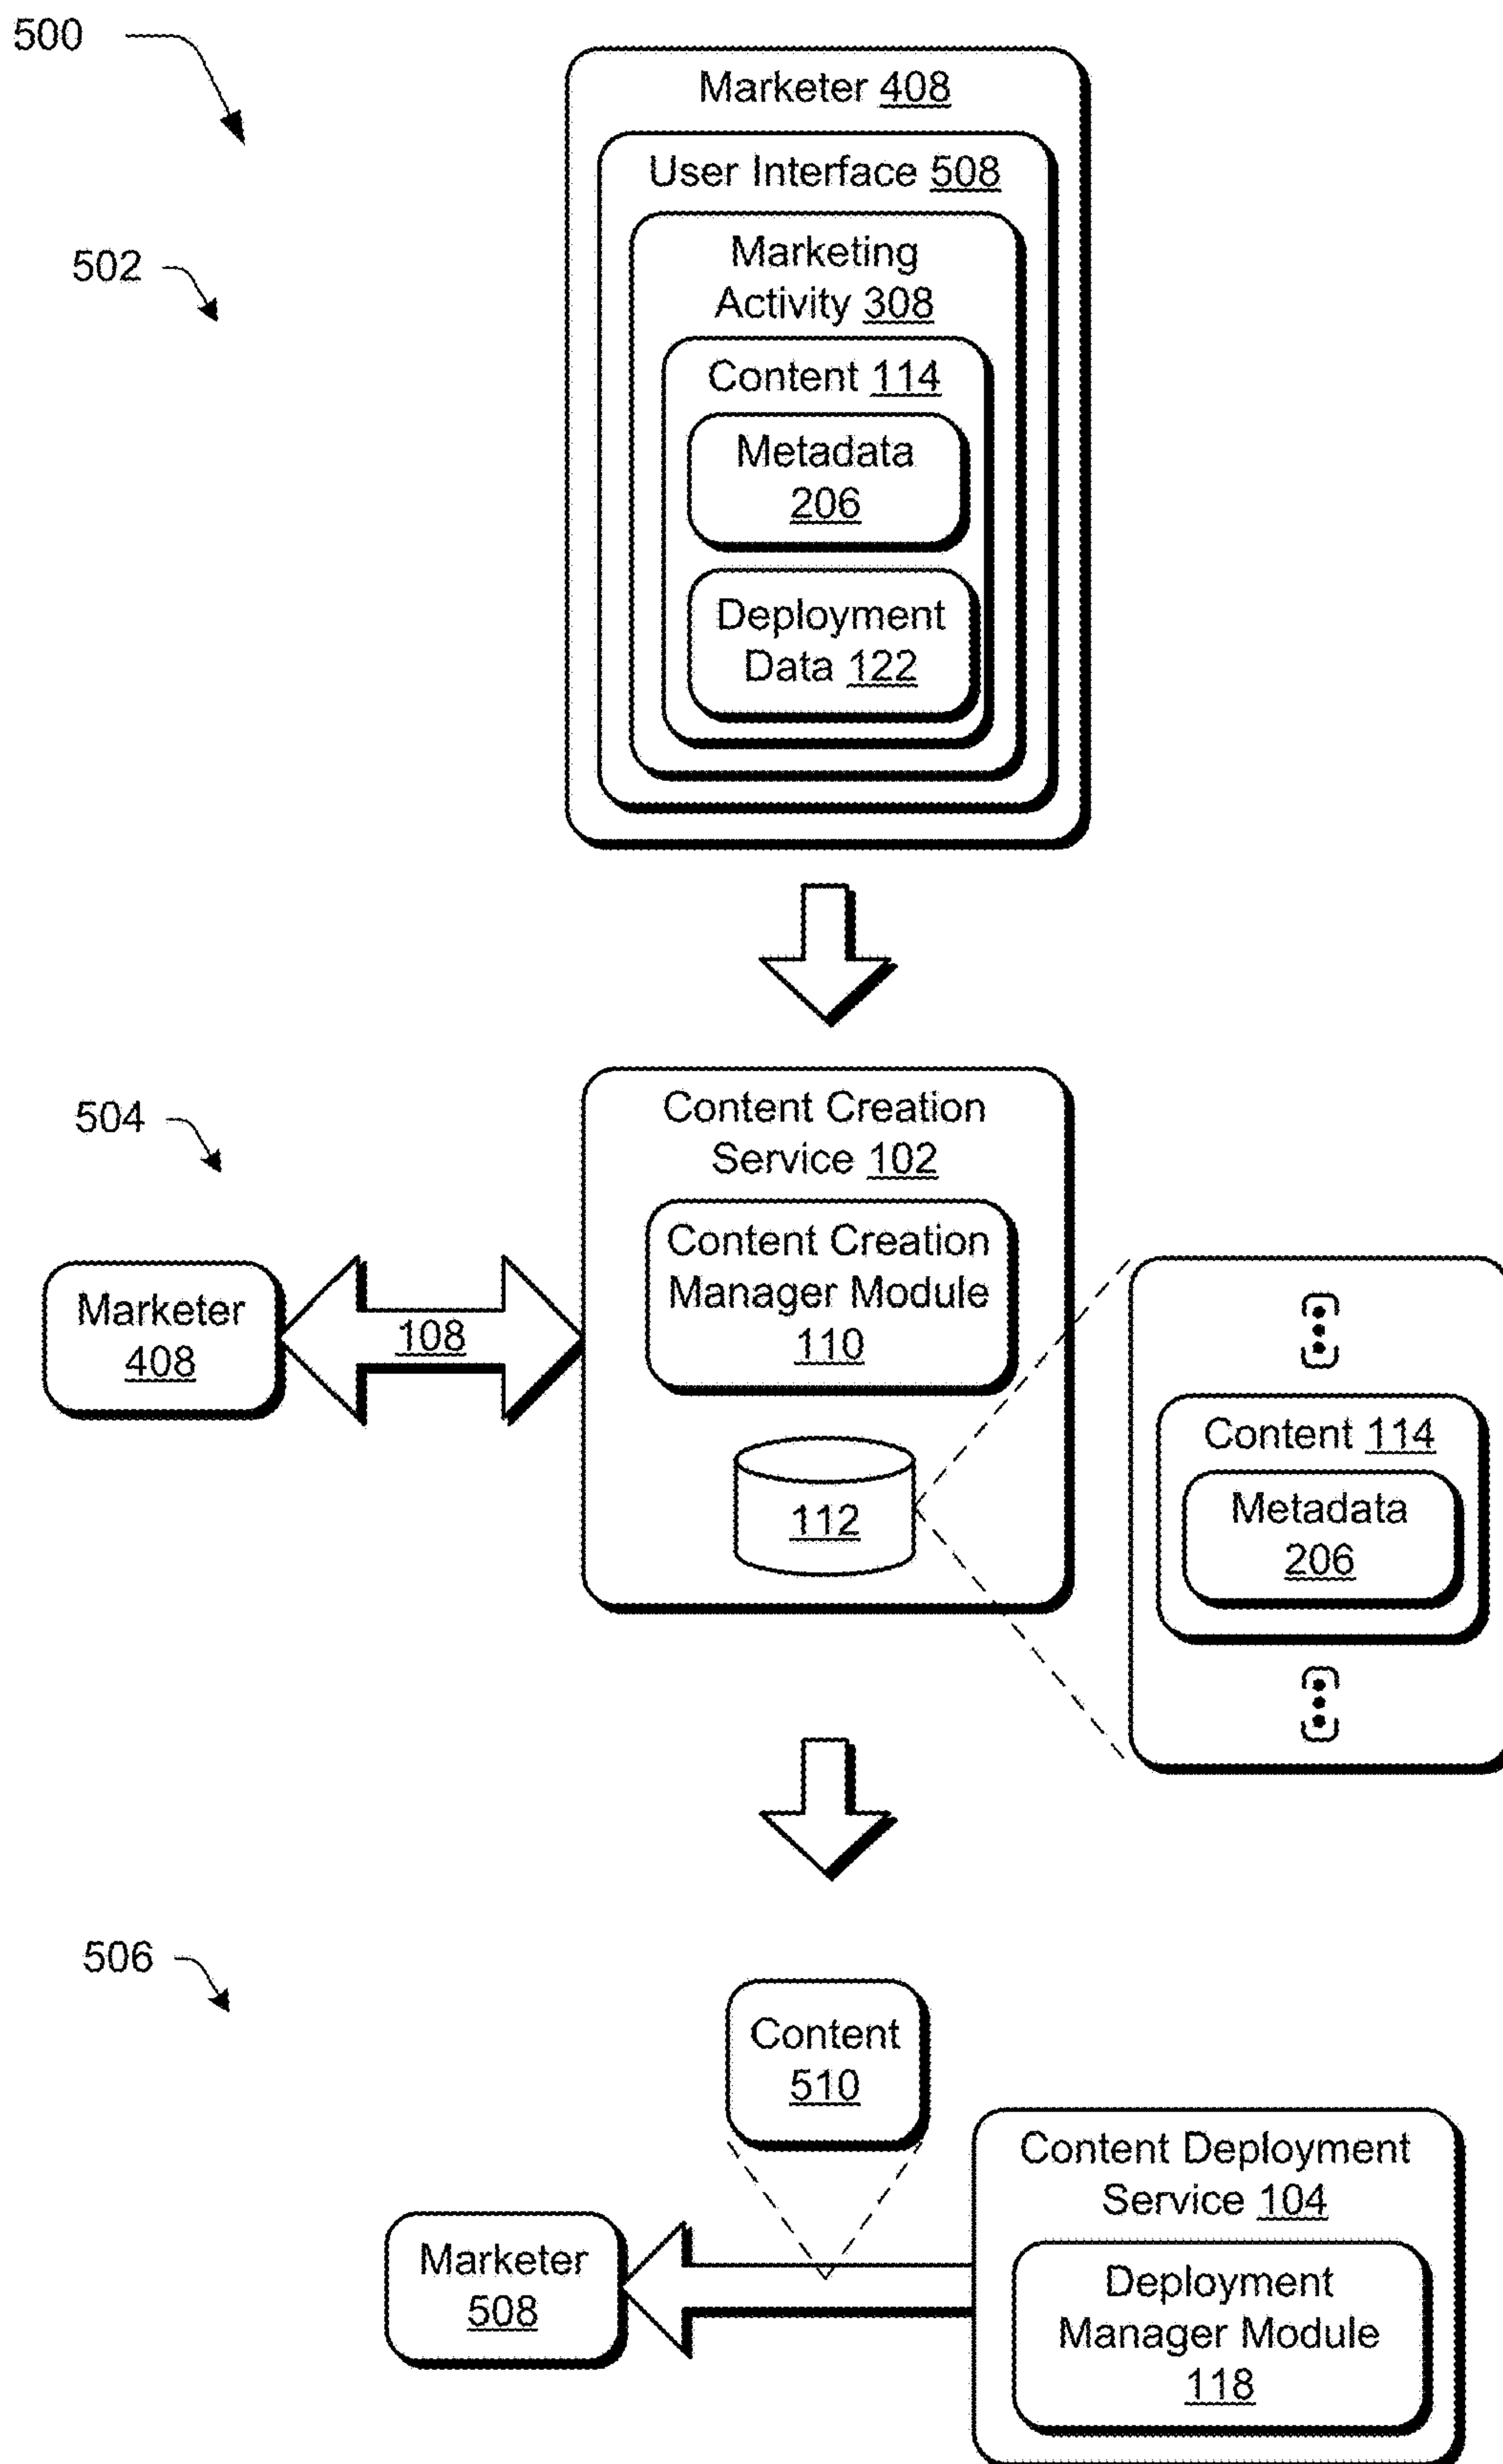 500
Marketer 408
User Interface 508
502
Marketing
Activity 308
Content 114
Metadata
206
Deployment
Data 122
504
Content Creation
Service 102
Content Creation
Manager Module
110
Marketer
408
108
112
Content 114
Metadata
206
506
Content
510
Content Deployment
Service 104
Marketer
508
Deployment
Manager Module
118